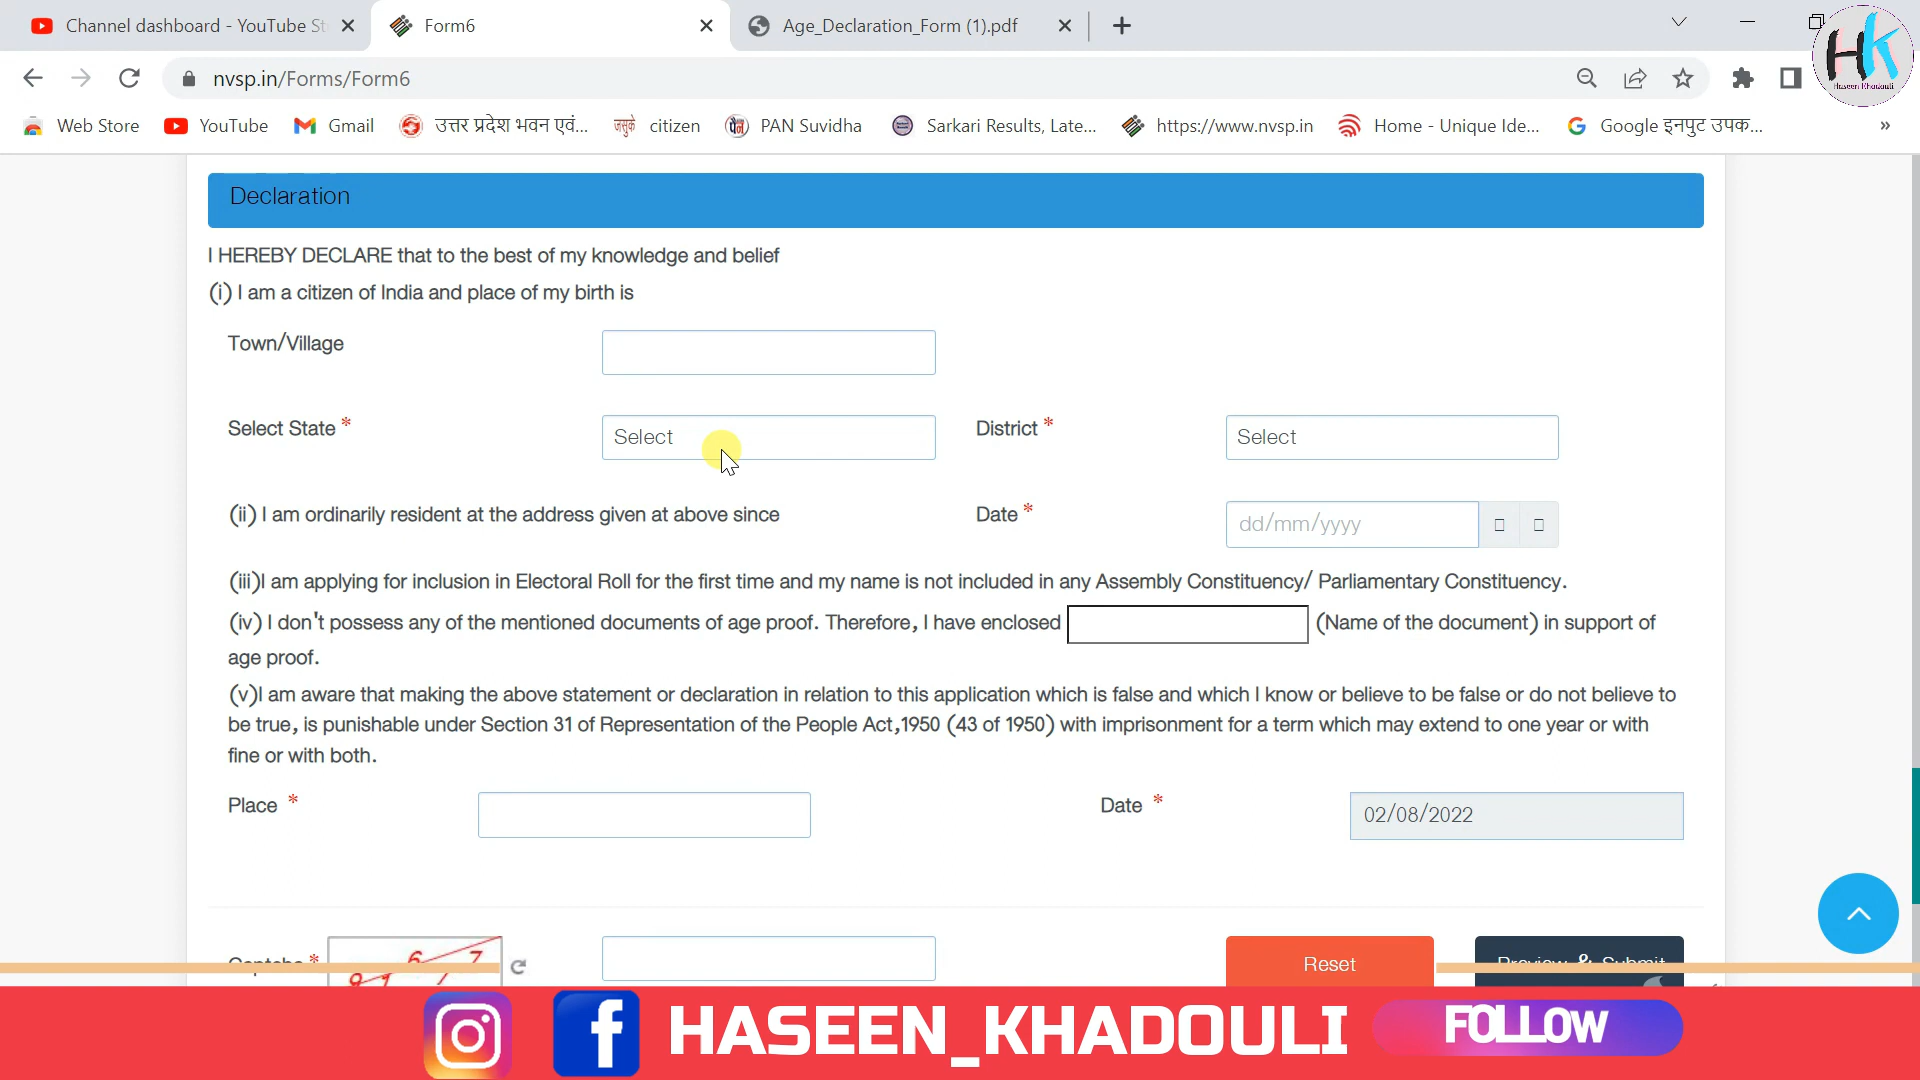 Channel dashboard - YouTube St
Form6
Age_Declaration_Form (1).pdf
nvsp.in/Forms/Form6
HK
Haseen Khadouli
Web Store
YouTube
Gmail
उत्तर प्रदेश भवन एवं...
citizen
PAN Suvidha
Sarkari Results, Late...
https://www.nvsp.in
Home - Unique Ide...
Google इनपुट उपक...
»
Declaration
I HEREBY DECLARE that to the best of my knowledge and belief
(i) I am a citizen of India and place of my birth is
Town/Village
Select State *
Select
District *
Select
(ii) I am ordinarily resident at the address given at above since
Date *
dd/mm/yyyy
(iii)I am applying for inclusion in Electoral Roll for the first time and my name is not included in any Assembly Constituency/ Parliamentary Constituency.
(iv) I don't possess any of the mentioned documents of age proof. Therefore, I have enclosed (Name of the document) in support of
age proof.
(v)I am aware that making the above statement or declaration in relation to this application which is false and which I know or believe to be false or do not believe to
be true, is punishable under Section 31 of Representation of the People Act,1950 (43 of 1950) with imprisonment for a term which may extend to one year or with
fine or with both.
Place *
Date *
02/08/2022
Captcha *
Reset
Preview & Submit
HASEEN_KHADOULI
FOLLOW